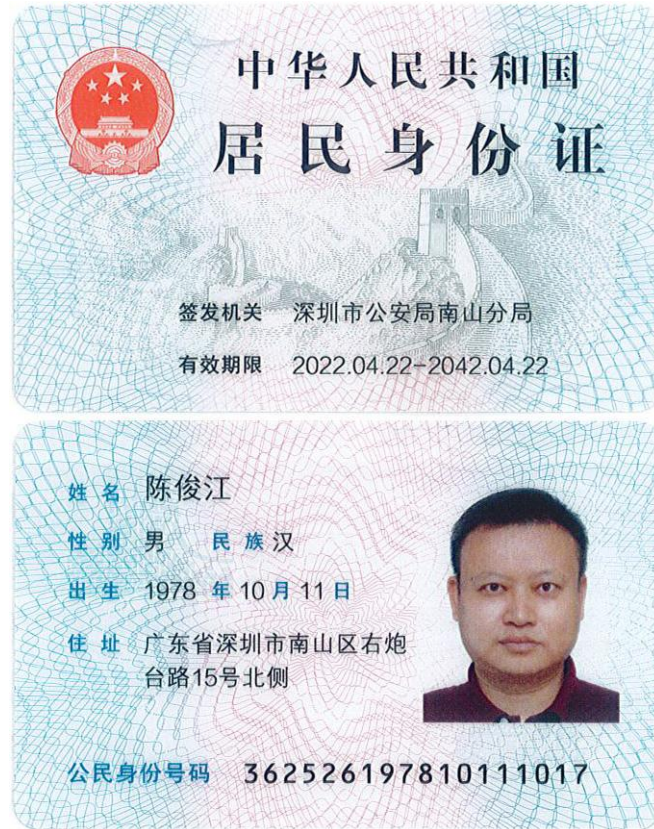 中华人民共和国
居民身份证
签发机关 深圳市公安局南山分局
有效期限 2022.04.22-2042.04.22
姓名 陈俊江
性别 男 民族 汉
出生 1978 年 10 月 11 日
住址 广东省深圳市南山区右炮
台路15号北侧
公民身份号码 362526197810111017